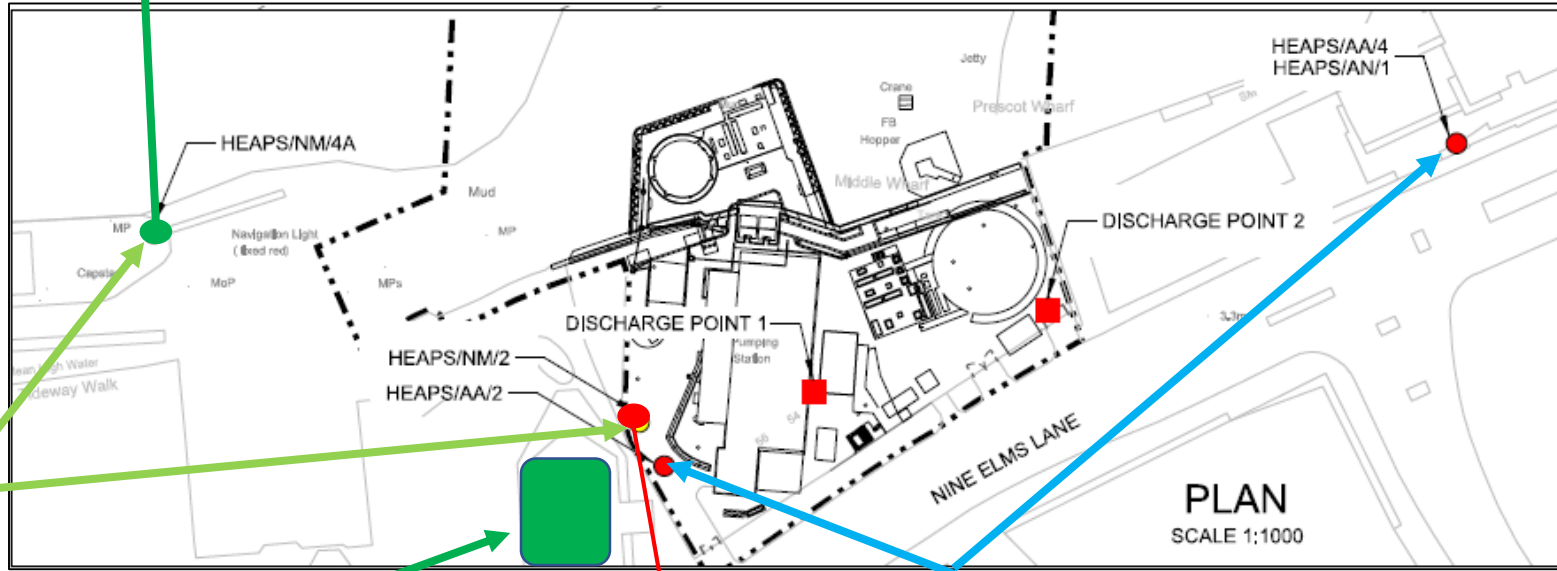 HEAPS/AA/4
HEAPS/AN/1
Jetty
Crane
Prescot Wharf
FB
Hopper
HEAPS/NM/4A
Middle Wharf
Mud
MP
MP
Navigation Light
(fixed red)
DISCHARGE POINT 2
MoP
MPs
DISCHARGE POINT 1
Pumping
Station
HEAPS/NM/2
HEAPS/AA/2
Tideway Walk
54
56
NINE ELMS LANE
PLAN
SCALE 1:1000